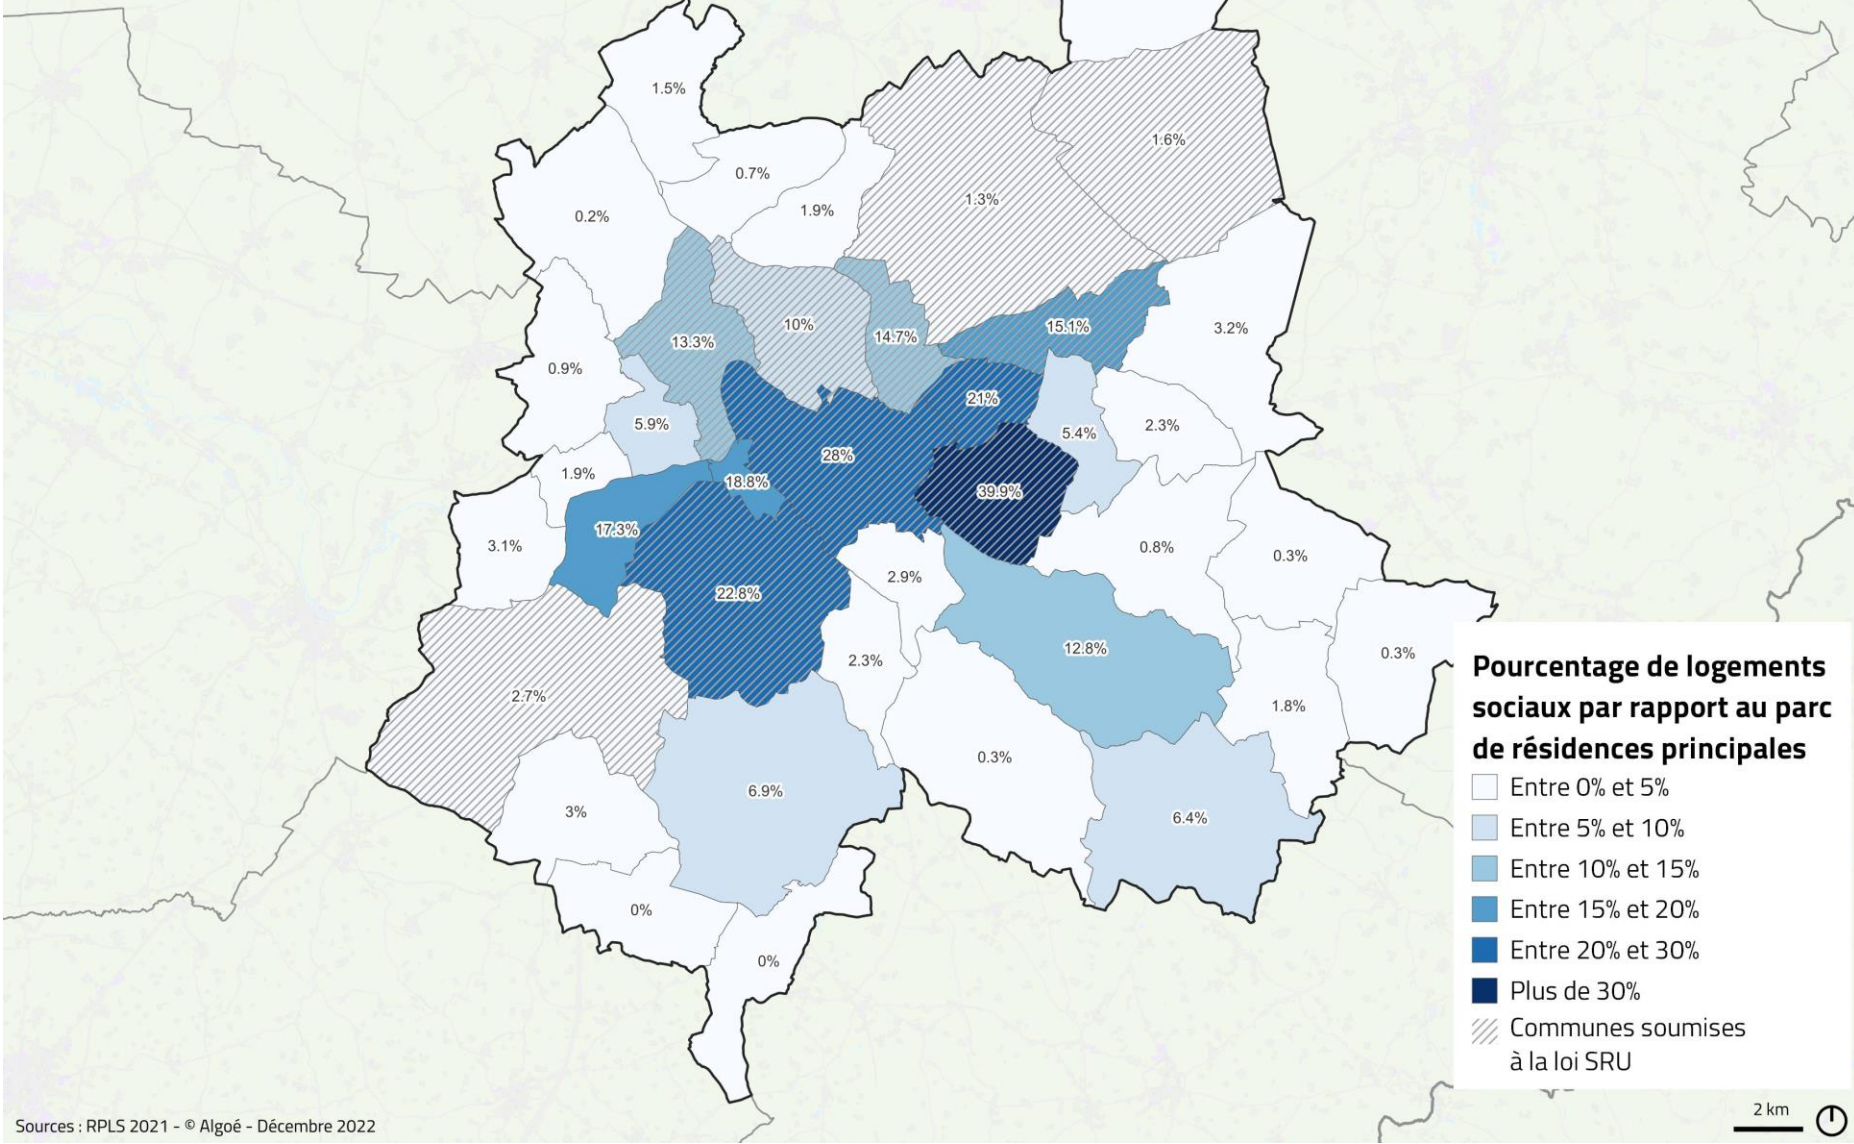 1.5%
1.6%
0.7%
1.3%
1.9%
0.2%
10%
15.1%
3.2%
14.7%
13.3%
0.9%
21%
5.9%
2.3%
5.4%
28%
1.9%
18.8%
39.9%
17.3%
3.1%
0.8%
0.3%
2.9%
22.8%
12.8%
0.3%
2.3%
2.7%
1.8%
0.3%
6.9%
3%
6.4%
0%
0%
Pourcentage de logements
sociaux par rapport au parc
de résidences principales
Entre 0% et 5%
Entre 5% et 10%
Entre 10% et 15%
Entre 15% et 20%
Entre 20% et 30%
Plus de 30%
Communes soumises
à la loi SRU
2 km
Sources : RPLS 2021 - © Algoé - Décembre 2022